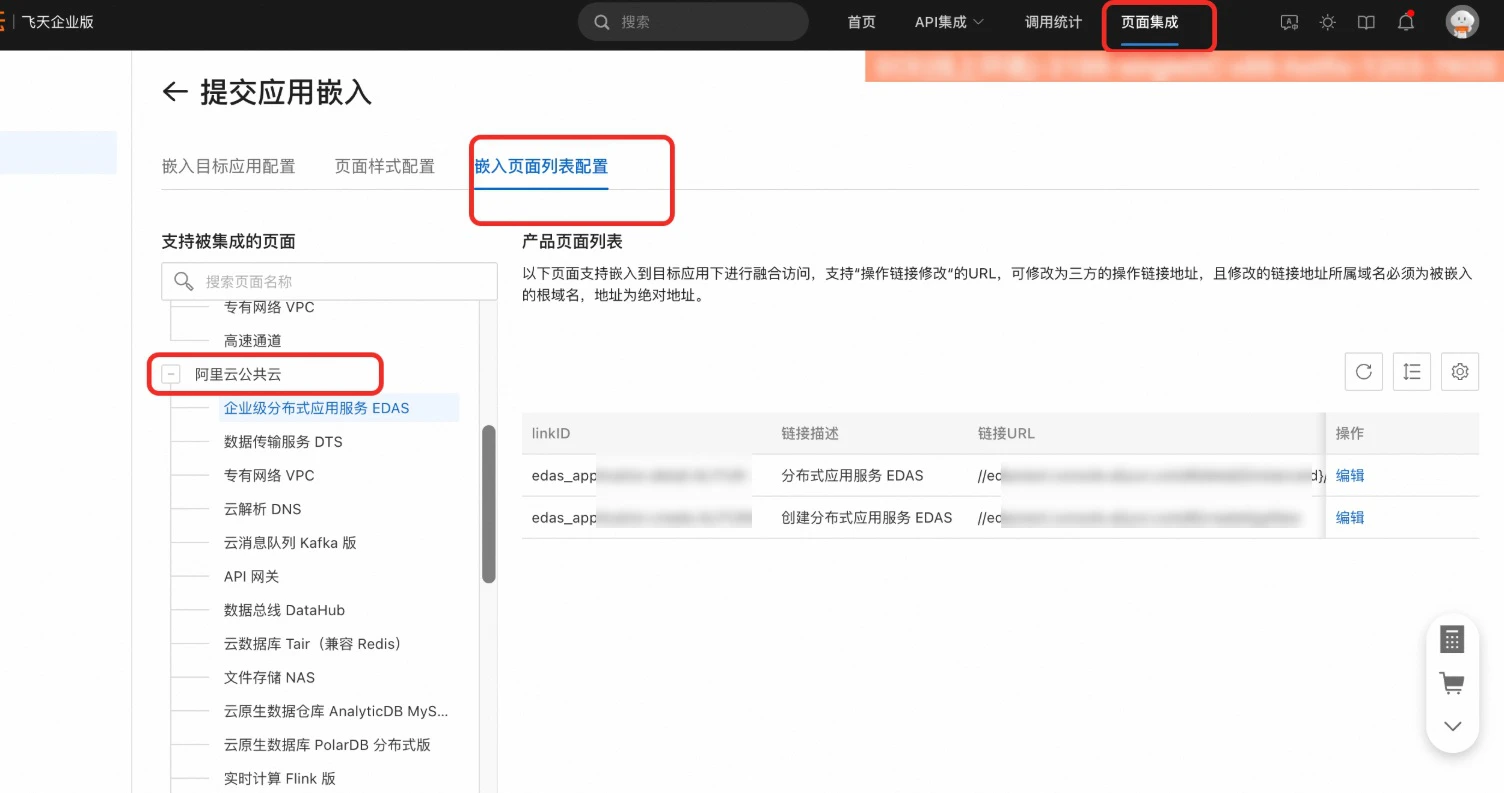 飞天企业版
搜索
首页
API集成
调用统计
页面集成
提交应用嵌入
嵌入目标应用配置
页面样式配置
嵌入页面列表配置
支持被集成的页面
搜索页面名称
专有网络 VPC
高速通道
阿里云公共云
企业级分布式应用服务 EDAS
数据传输服务 DTS
专有网络 VPC
云解析 DNS
云消息队列 Kafka 版
API 网关
数据总线 DataHub
云数据库 Tair（兼容 Redis）
文件存储 NAS
云原生数据仓库 AnalyticDB MyS...
云原生数据库 PolarDB 分布式版
实时计算 Flink 版
产品页面列表
以下页面支持嵌入到目标应用下进行融合访问，支持“操作链接修改”的URL，可修改为三方的操作链接地址，且修改的链接地址所属域名必须为被嵌入
的根域名，地址为绝对地址。
linkID
链接描述
链接URL
操作
edas_app
分布式应用服务 EDAS
//ec
d}/
编辑
edas_app
创建分布式应用服务 EDAS
//ec
编辑